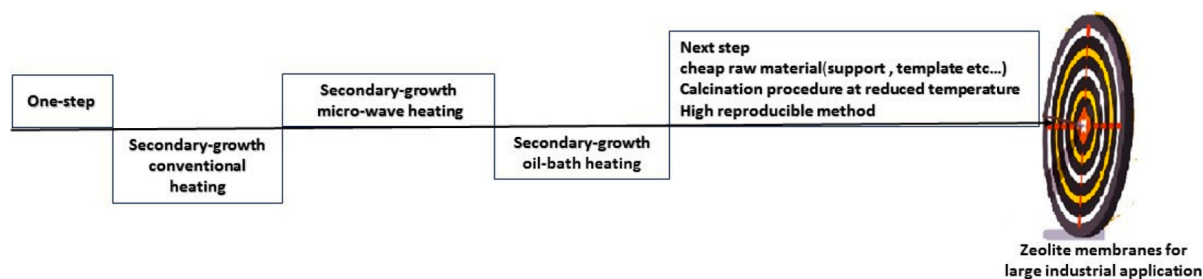 One-step
Secondary-growth
conventional
heating
Secondary-growth
micro-wave heating
Secondary-growth
oil-bath heating
Next step
cheap raw material(support , template etc...)
Calcination procedure at reduced temperature
High reproducible method
Zeolite membranes for
large industrial application